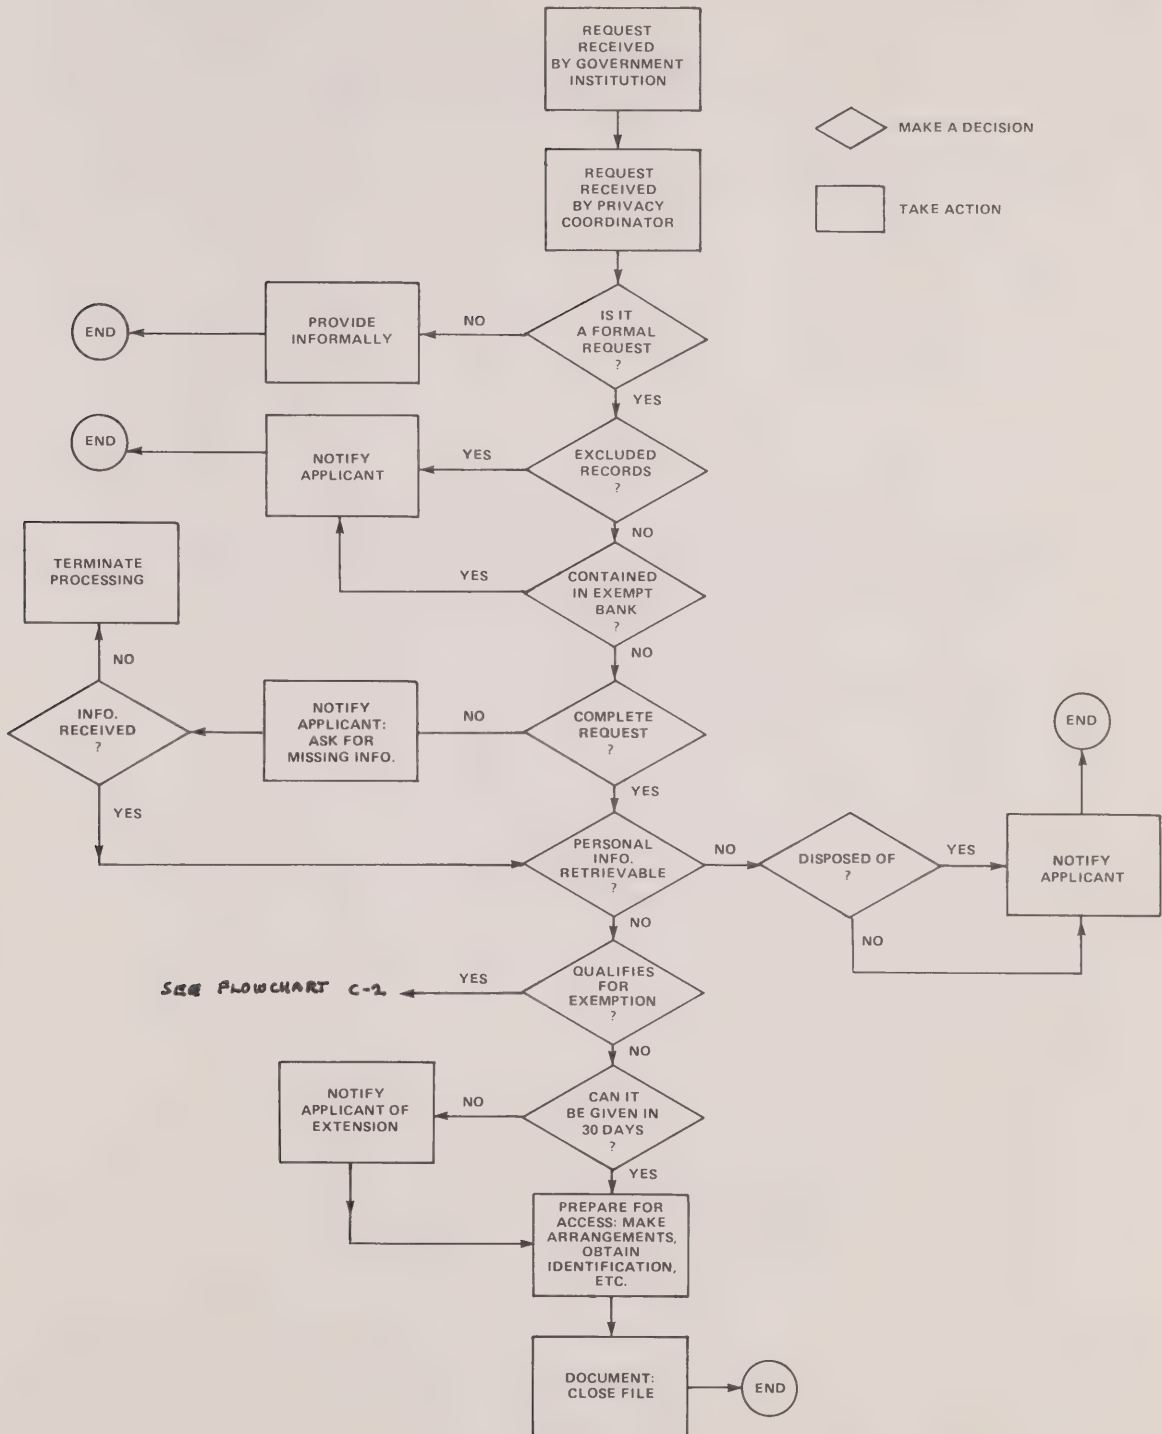 REQUEST
RECEIVED
BY GOVERNMENT
INSTITUTION
MAKE A DECISION
REQUEST
RECEIVED
BY PRIVACY
COORDINATOR
TAKE ACTION
IS IT
A FORMAL
REQUEST
?
NO
PROVIDE
INFORMALLY
END
YES
EXCLUDED
RECORDS
?
YES
NOTIFY
APPLICANT
END
NO
CONTAINED
IN EXEMPT
BANK
?
YES
TERMINATE
PROCESSING
NO
NO
COMPLETE
REQUEST
?
NO
NOTIFY
APPLICANT:
ASK FOR
MISSING INFO.
INFO.
RECEIVED
?
END
YES
YES
PERSONAL
INFO.
RETRIEVABLE
?
NO
DISPOSED OF
?
YES
NOTIFY
APPLICANT
NO
NO
QUALIFIES
FOR
EXEMPTION
?
YES
SEE FLOWCHART C-2
NO
CAN IT
BE GIVEN IN
30 DAYS
?
NO
NOTIFY
APPLICANT OF
EXTENSION
YES
PREPARE FOR
ACCESS: MAKE
ARRANGEMENTS,
OBTAIN
IDENTIFICATION,
ETC.
DOCUMENT:
CLOSE FILE
END